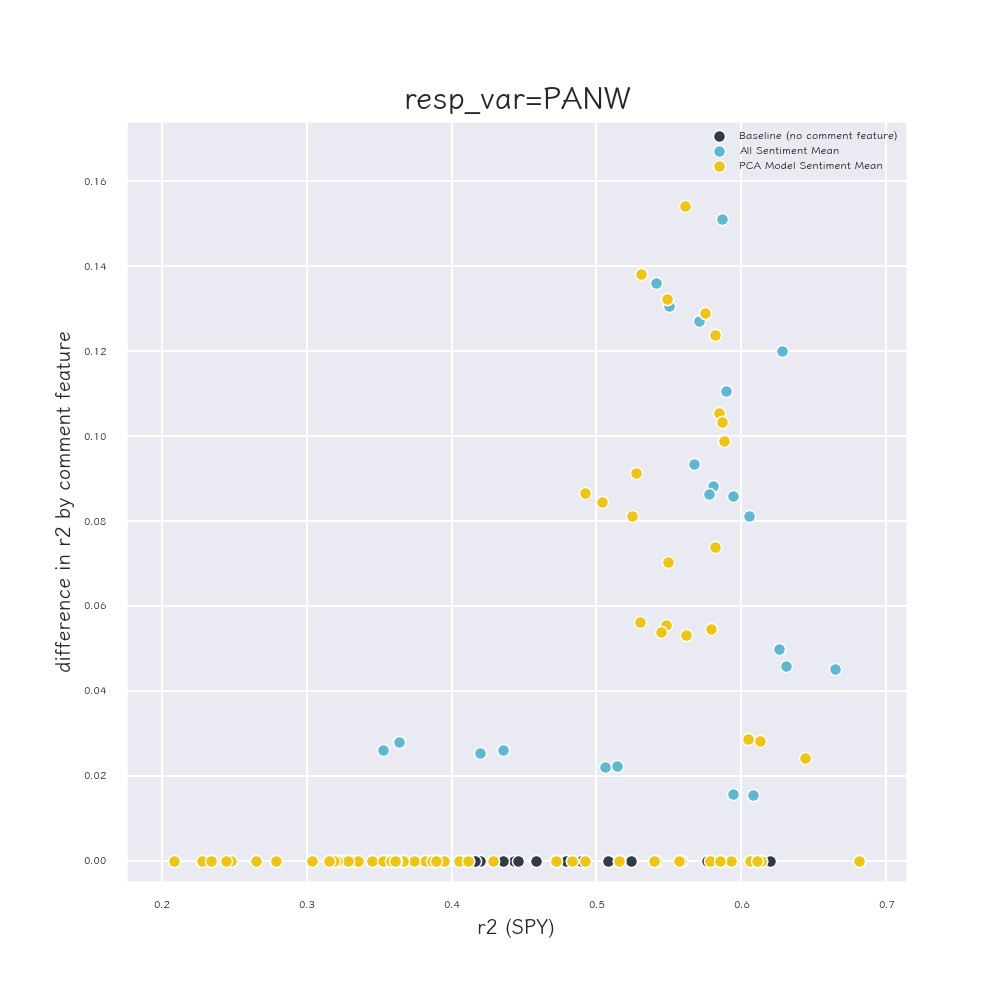 resp_var=PANW
Baseline (no comment feature)
All Sentiment Mean
PCA Model Sentiment Mean
difference in r2 by comment feature
0.16
0.14
0.12
0.10
0.08
0.06
0.04
0.02
0.00
0.2 0.3 0.4 0.5 0.6 0.7
r2 (SPY)